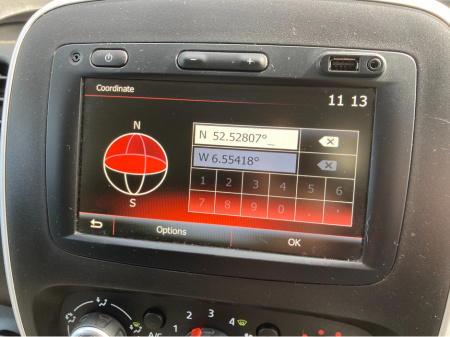 Coordinate
11 13
N
N 52.52807°_
W 6.55418°
1 2 3 4 5 6
7 8 9 0 . '
S
Options
OK
A/C
1 2 3 4